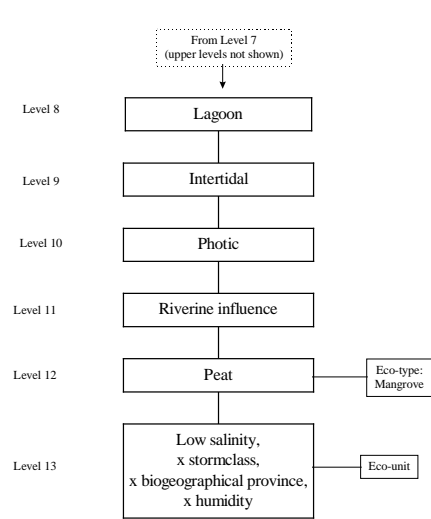 From Level 7
(upper levels not shown)
Level 8
Lagoon
Level 9
Intertidal
Level 10
Photic
Level 11
Riverine influence
Level 12
Peat
Eco-type:
Mangrove
Level 13
Low salinity,
x stormclass,
x biogeographical province,
x humidity
Eco-unit